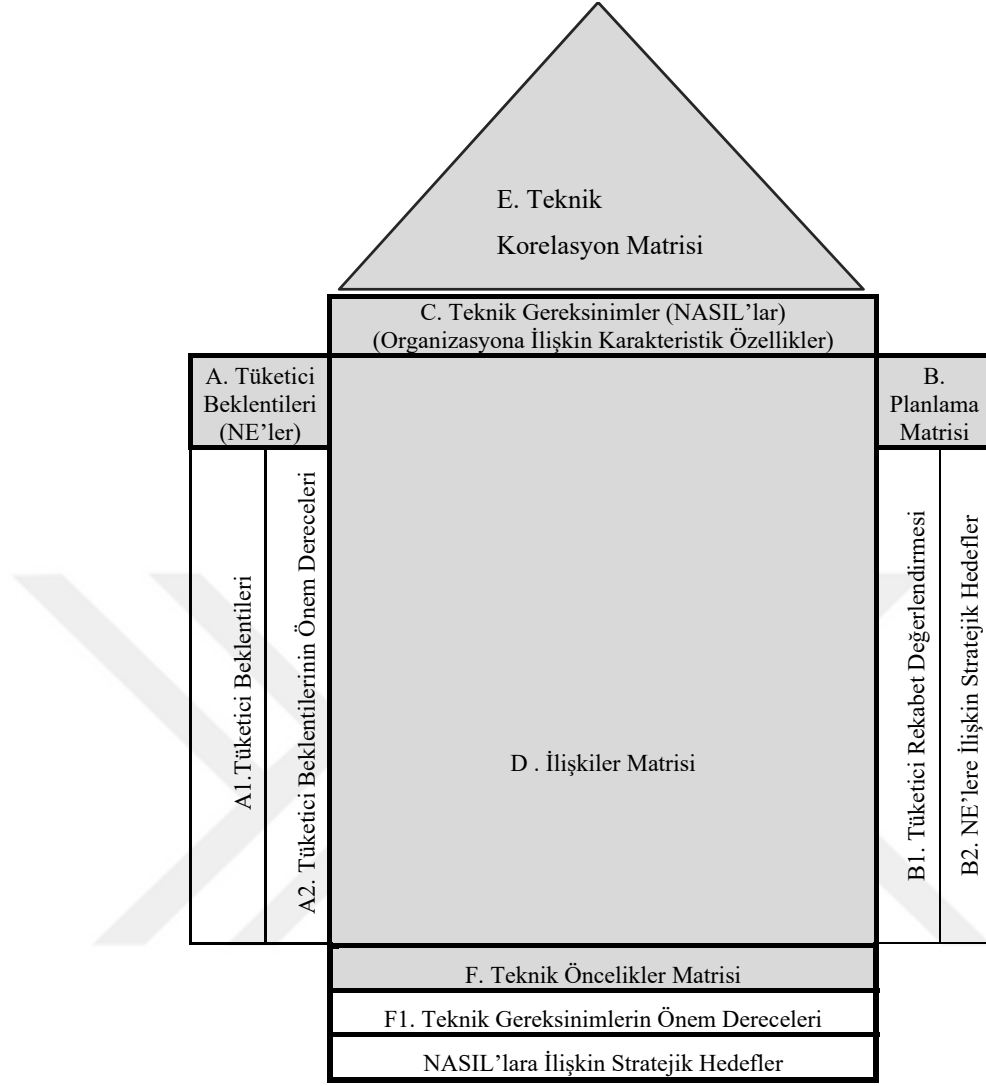 E. Teknik
Korelasyon Matrisi
C. Teknik Gereksinimler (NASIL’lar)
(Organizasyona İlişkin Karakteristik Özellikler)
A. Tüketici
Beklentileri
(NE’ler)
B.
Planlama
Matrisi
A1.Tüketici Beklentileri
A2. Tüketici Beklentilerinin Önem Dereceleri
D . İlişkiler Matrisi
B1. Tüketici Rekabet Değerlendirmesi
B2. NE’lere İlişkin Stratejik Hedefler
F. Teknik Öncelikler Matrisi
F1. Teknik Gereksinimlerin Önem Dereceleri
NASIL’lara İlişkin Stratejik Hedefler